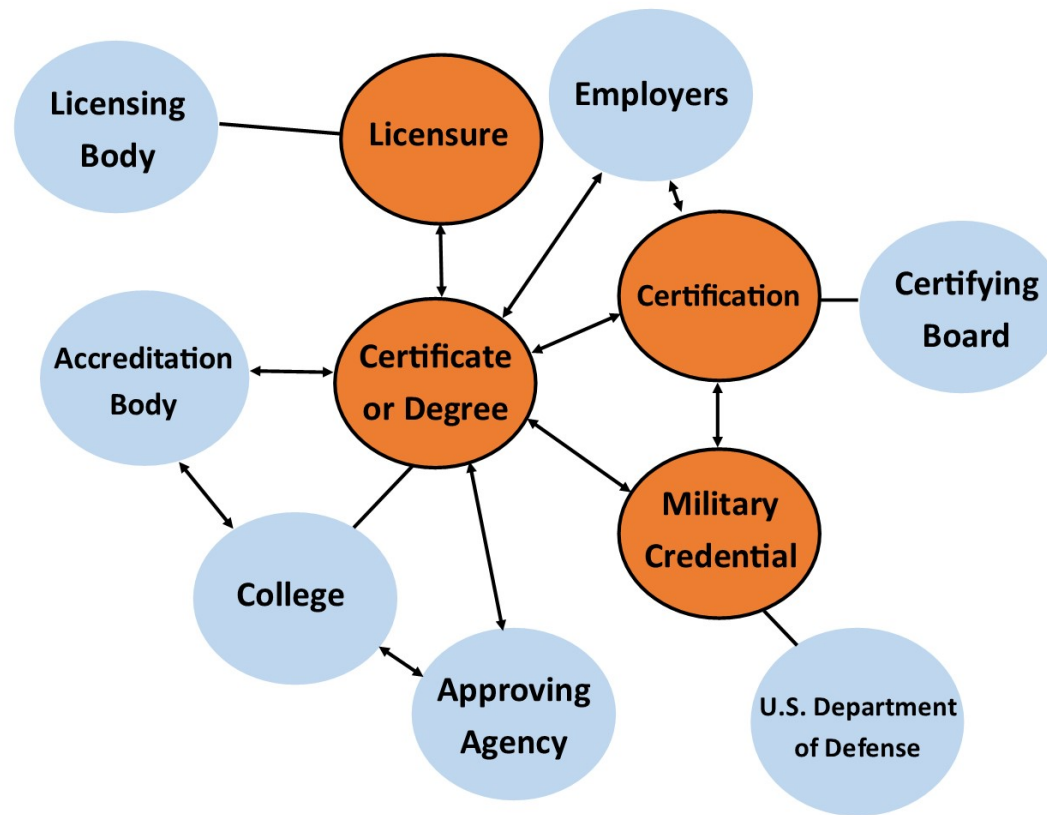 Licensing
Body
Licensure
Employers
Certification
Certifying
Board
Accreditation
Body
Certificate
or Degree
Military
Credential
College
Approving
Agency
U.S. Department
of Defense